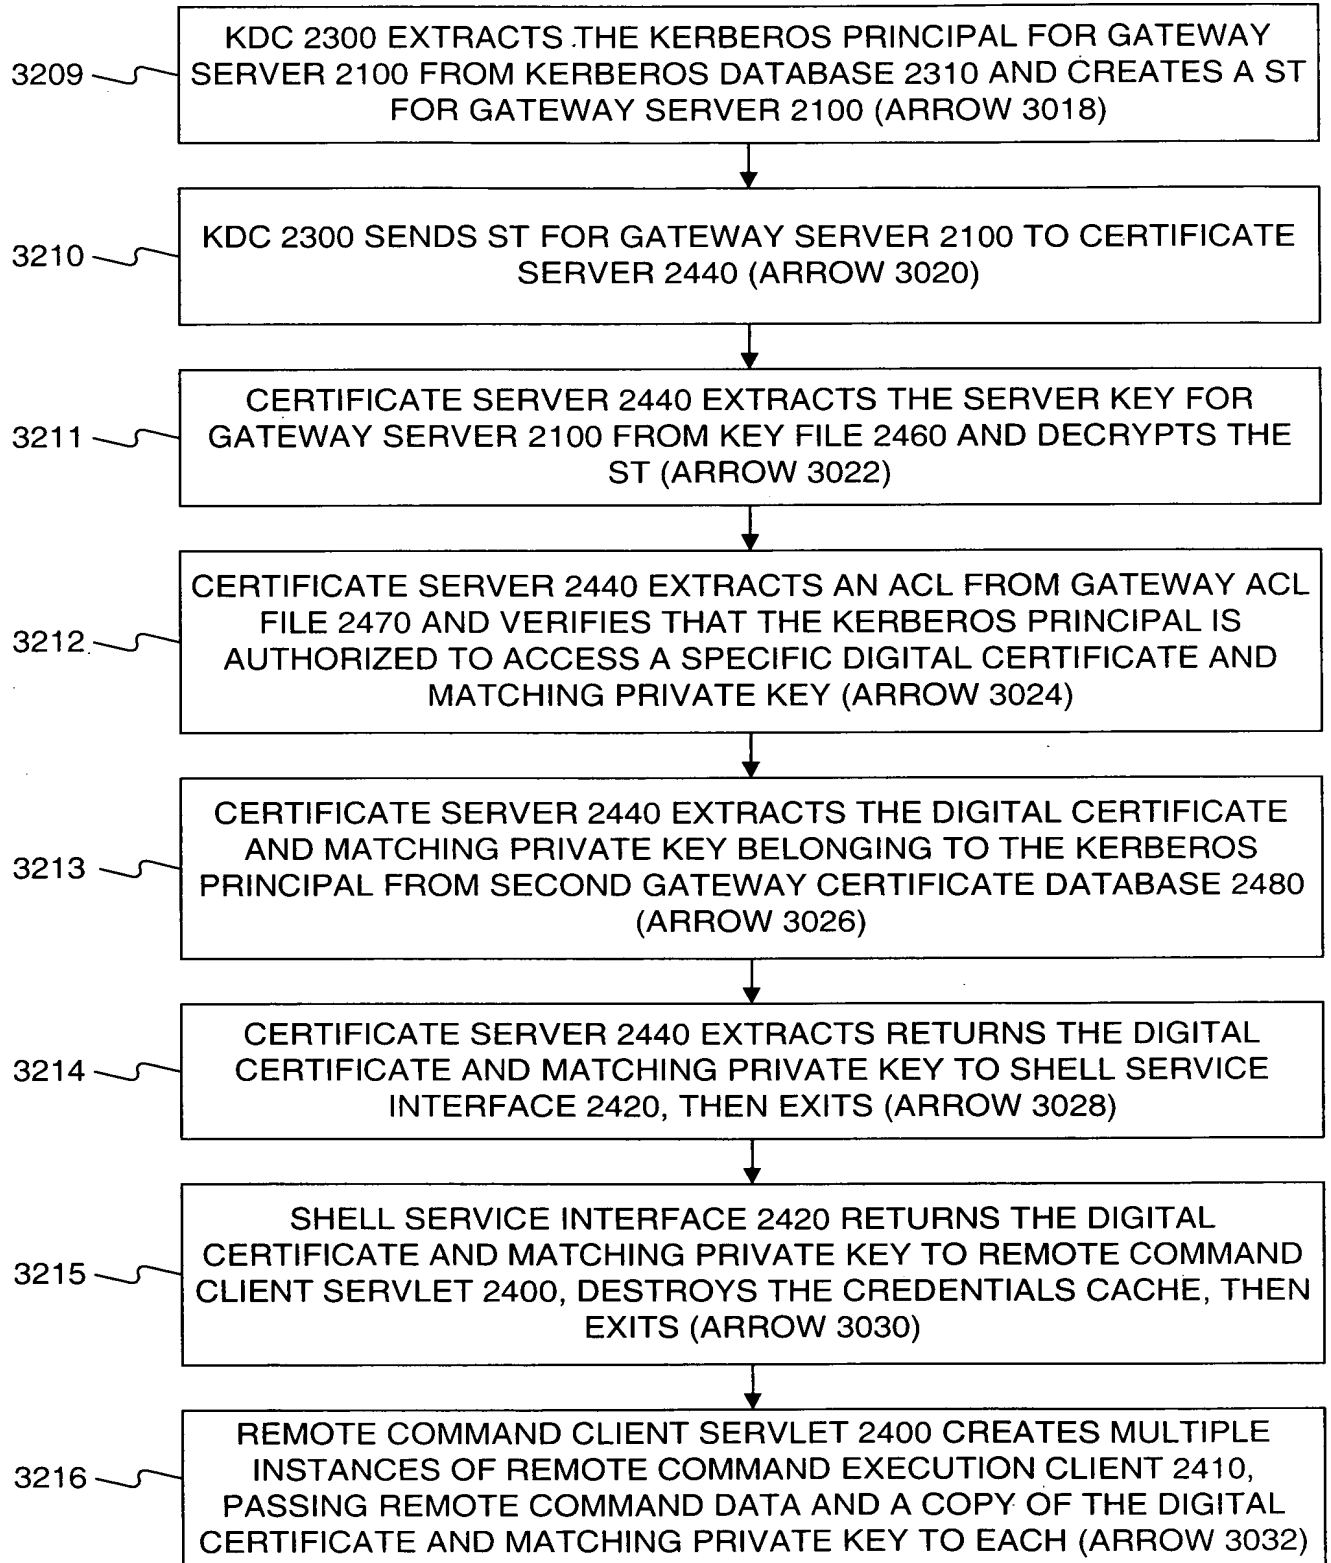 3209
KDC 2300 EXTRACTS THE KERBEROS PRINCIPAL FOR GATEWAY
SERVER 2100 FROM KERBEROS DATABASE 2310 AND CREATES A ST
FOR GATEWAY SERVER 2100 (ARROW 3018)
3210
KDC 2300 SENDS ST FOR GATEWAY SERVER 2100 TO CERTIFICATE
SERVER 2440 (ARROW 3020)
3211
CERTIFICATE SERVER 2440 EXTRACTS THE SERVER KEY FOR
GATEWAY SERVER 2100 FROM KEY FILE 2460 AND DECRYPTS THE
ST (ARROW 3022)
3212
CERTIFICATE SERVER 2440 EXTRACTS AN ACL FROM GATEWAY ACL
FILE 2470 AND VERIFIES THAT THE KERBEROS PRINCIPAL IS
AUTHORIZED TO ACCESS A SPECIFIC DIGITAL CERTIFICATE AND
MATCHING PRIVATE KEY (ARROW 3024)
3213
CERTIFICATE SERVER 2440 EXTRACTS THE DIGITAL CERTIFICATE
AND MATCHING PRIVATE KEY BELONGING TO THE KERBEROS
PRINCIPAL FROM SECOND GATEWAY CERTIFICATE DATABASE 2480
(ARROW 3026)
3214
CERTIFICATE SERVER 2440 EXTRACTS RETURNS THE DIGITAL
CERTIFICATE AND MATCHING PRIVATE KEY TO SHELL SERVICE
INTERFACE 2420, THEN EXITS (ARROW 3028)
3215
SHELL SERVICE INTERFACE 2420 RETURNS THE DIGITAL
CERTIFICATE AND MATCHING PRIVATE KEY TO REMOTE COMMAND
CLIENT SERVLET 2400, DESTROYS THE CREDENTIALS CACHE, THEN
EXITS (ARROW 3030)
3216
REMOTE COMMAND CLIENT SERVLET 2400 CREATES MULTIPLE
INSTANCES OF REMOTE COMMAND EXECUTION CLIENT 2410,
PASSING REMOTE COMMAND DATA AND A COPY OF THE DIGITAL
CERTIFICATE AND MATCHING PRIVATE KEY TO EACH (ARROW 3032)